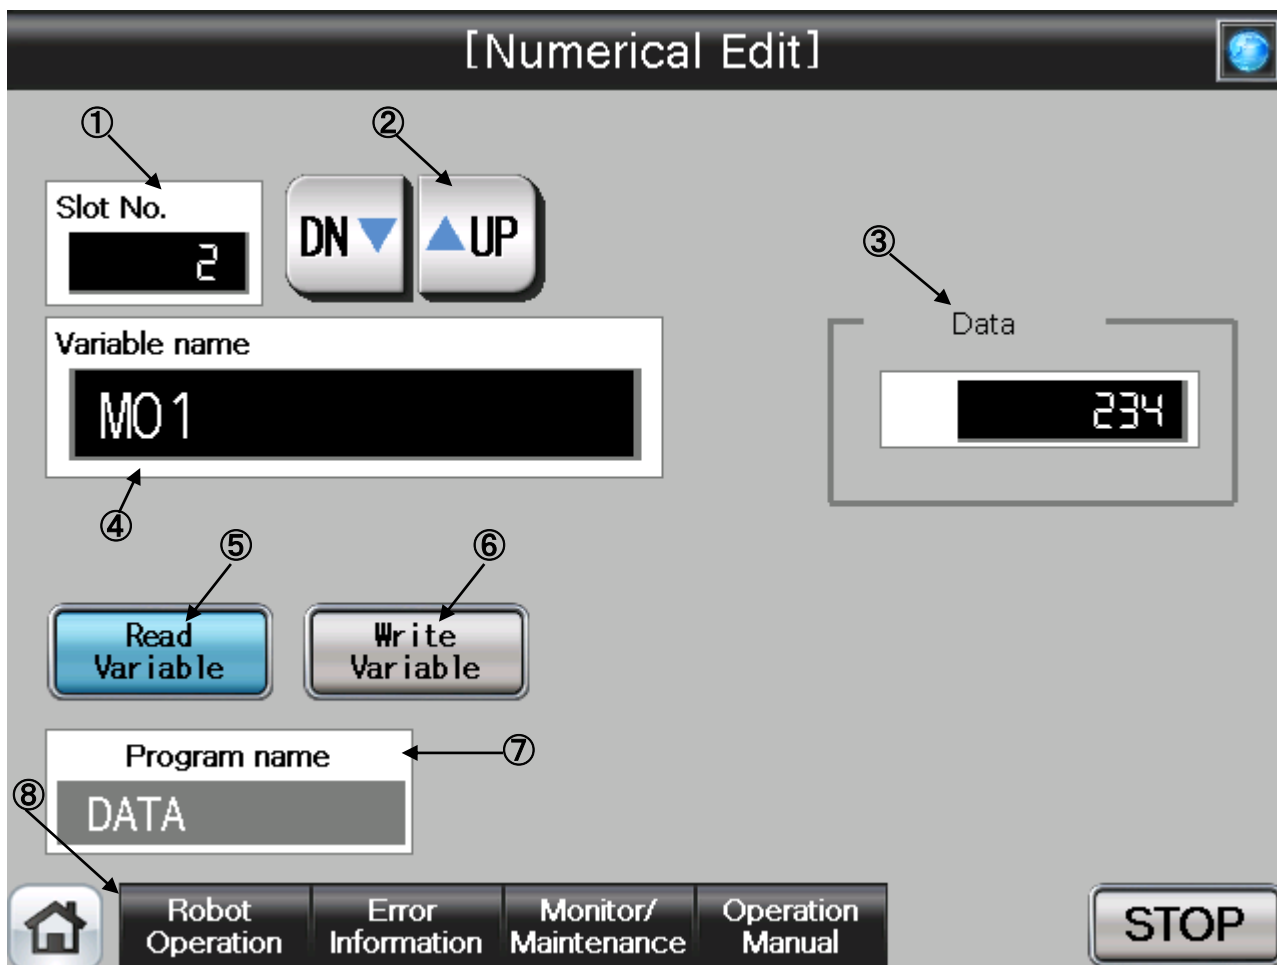 [Numerical Edit]
① ②
Slot No.
2
DN ▼ ▲ UP
③
Data
234
Variable name
MO1
④
⑤ ⑥
Read
Variable
Write
Variable
Program name
⑦
DATA
⑧
Robot
Operation
Error
Information
Monitor/
Maintenance
Operation
Manual
STOP